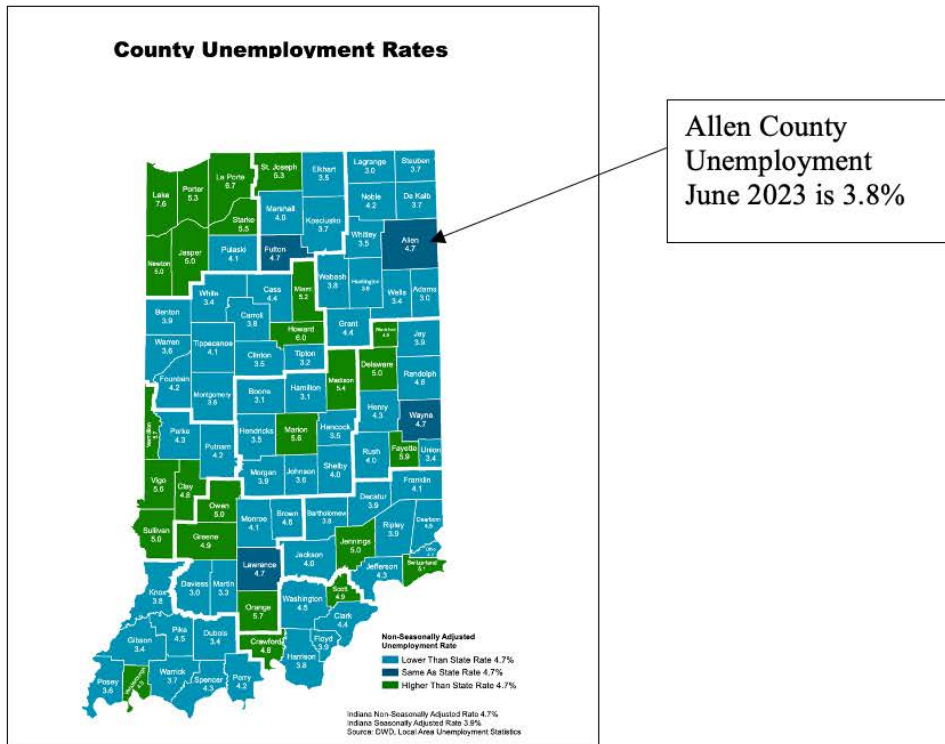 County Unemployment Rates
Allen County
Unemployment
June 2023 is 3.8%
Lake
7.6
Porter
5.3
La Porte
6.7
St. Joseph
5.3
Elkhart
3.5
Lagrange
3.0
Steuben
3.7
Noble
4.2
De Kalb
3.7
Starke
5.5
Marshall
Kosciusko
3.7
Whitley
3.5
Allen
4.7
Newton
5.0
Jasper
5.0
Pulaski
4.1
Fulton
4.7
Wabash
3.8
Huntington
Wells
3.4
Adams
3.0
White
3.4
Cass
4.4
Miami
5.2
Benton
3.9
Carroll
3.8
Howard
6.0
Grant
4.4
Jay
3.9
Warren
3.6
Tippecanoe
4.1
Clinton
3.5
Tipton
3.2
Madison
5.4
Delaware
5.0
Randolph
Fountain
4.2
Montgomery
Boone
3.1
Hamilton
3.1
Henry
4.3
Wayne
4.7
Parke
4.3
Putnam
4.2
Hendricks
3.5
Marion
5.6
Hancock
3.5
Rush
4.0
Fayette
5.9
Union
3.4
Morgan
3.9
Johnson
3.6
Shelby
4.0
Franklin
4.1
Vigo
5.6
Clay
4.8
Owen
5.0
Decatur
3.9
Monroe
4.1
Brown
Bartholomew
Ripley
3.9
Dearborn
Sullivan
5.0
Greene
4.9
Jennings
5.0
Jackson
4.0
Lawrence
4.7
Jefferson
4.3
Switzerland
5.1
Knox
3.8
Daviess
3.0
Martin
3.3
Orange
5.7
Washington
4.5
Scott
4.9
Clark
4.4
Gibson
3.4
Pike
4.5
Dubois
3.4
Crawford
4.8
Floyd
3.9
Harrison
3.8
Posey
3.6
Warrick
3.7
Spencer
4.3
Perry
4.2
Non-Seasonally Adjusted
Unemployment Rate
Lower Than State Rate 4.7%
Same As State Rate 4.7%
Higher Than State Rate 4.7%
Indiana Non-Seasonally Adjusted Rate 4.7%
Indiana Seasonally Adjusted Rate 3.9%
Source: DWD, Local Area Unemployment Statistics